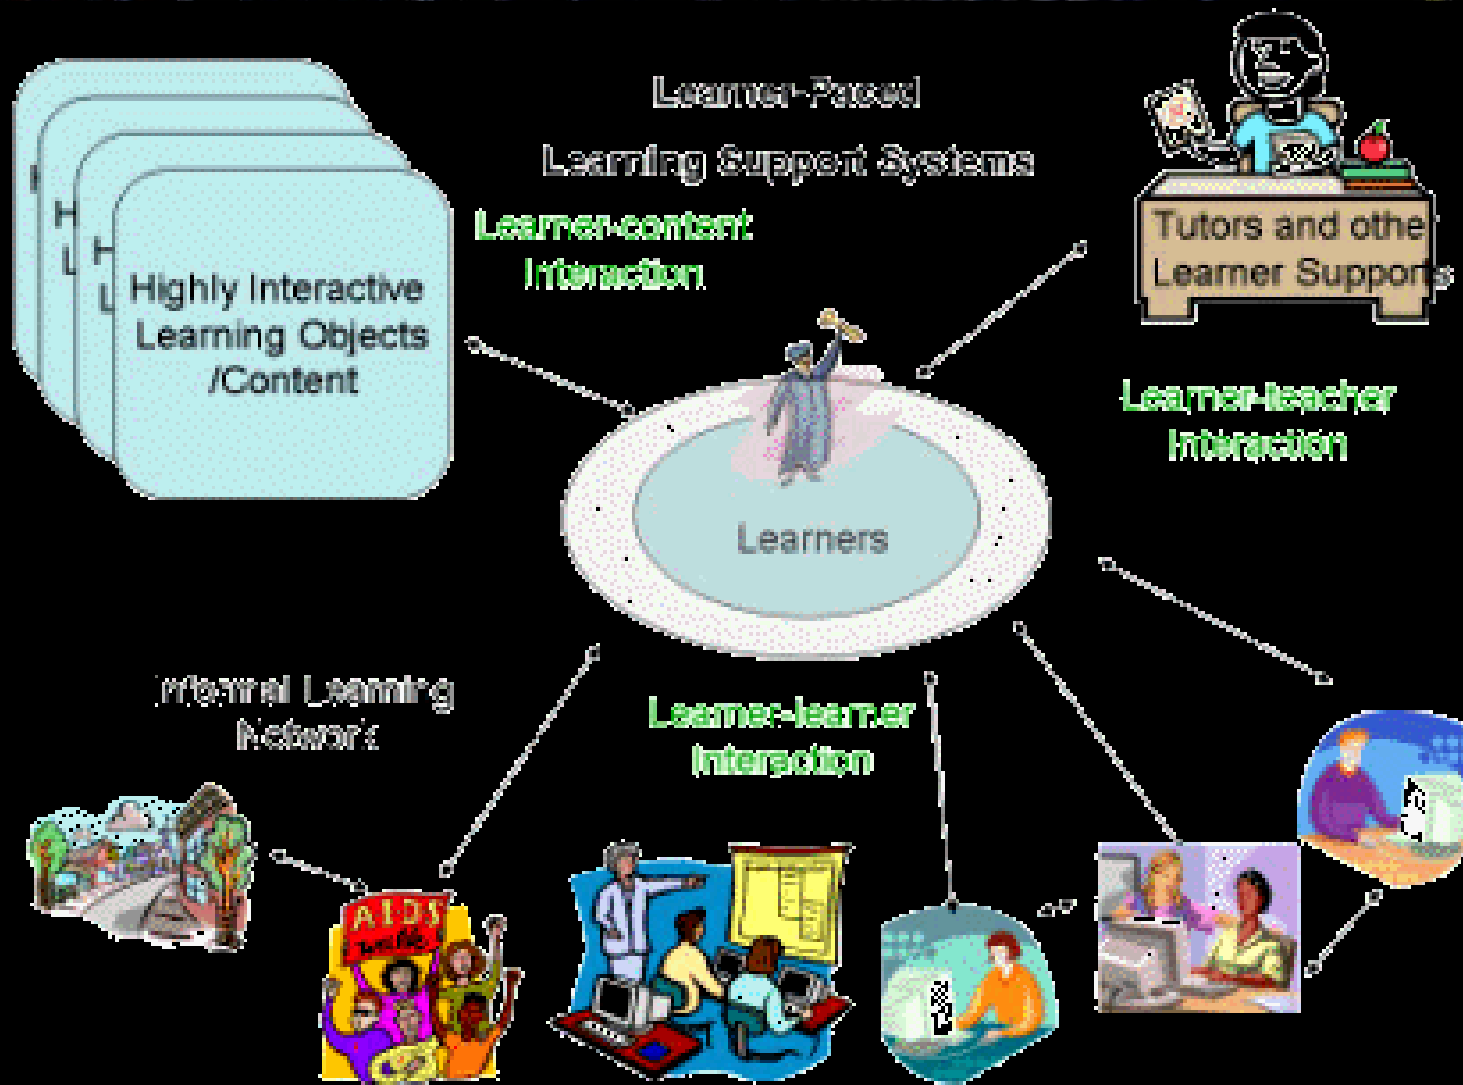 Learner-Paced
Learning Support Systems
Learner-content
Interaction
Highly Interactive
Learning Objects
/Content
H
L
H
L
Tutors and othe
Learner Supports
Learner-teacher
Interaction
Learners
Informal Learning
Network
Learner-learner
Interaction
AIDS